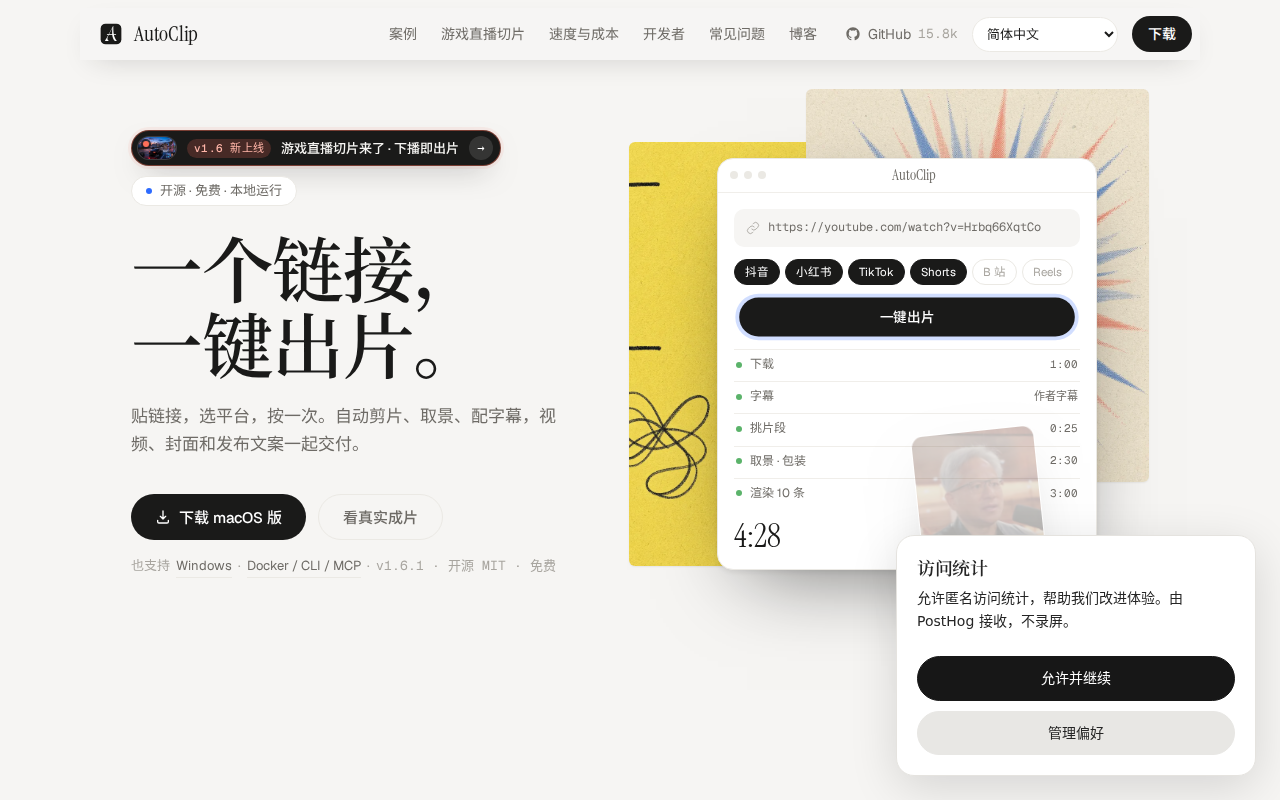 AutoClip
案例
游戏直播切片
速度与成本
开发者
常见问题
博客
GitHub 15.8k
简体中文
下载
v1.6 新上线 游戏直播切片来了 · 下播即出片 →
开源 · 免费 · 本地运行
一个链接，
一键出片。
贴链接，选平台，按一次。自动剪片、取景、配字幕，视
频、封面和发布文案一起交付。
下载 macOS 版
看真实成片
也支持 Windows · Docker / CLI / MCP · v1.6.1 · 开源 MIT · 免费
AutoClip
https://youtube.com/watch?v=Hrbq66XqtCo
抖音
小红书
TikTok
Shorts
B 站
Reels
一键出片
下载 1:00
字幕 作者字幕
挑片段 0:25
取景 · 包装 2:30
渲染 10 条 3:00
4:28
访问统计
允许匿名访问统计，帮助我们改进体验。由
PostHog 接收，不录屏。
允许并继续
管理偏好